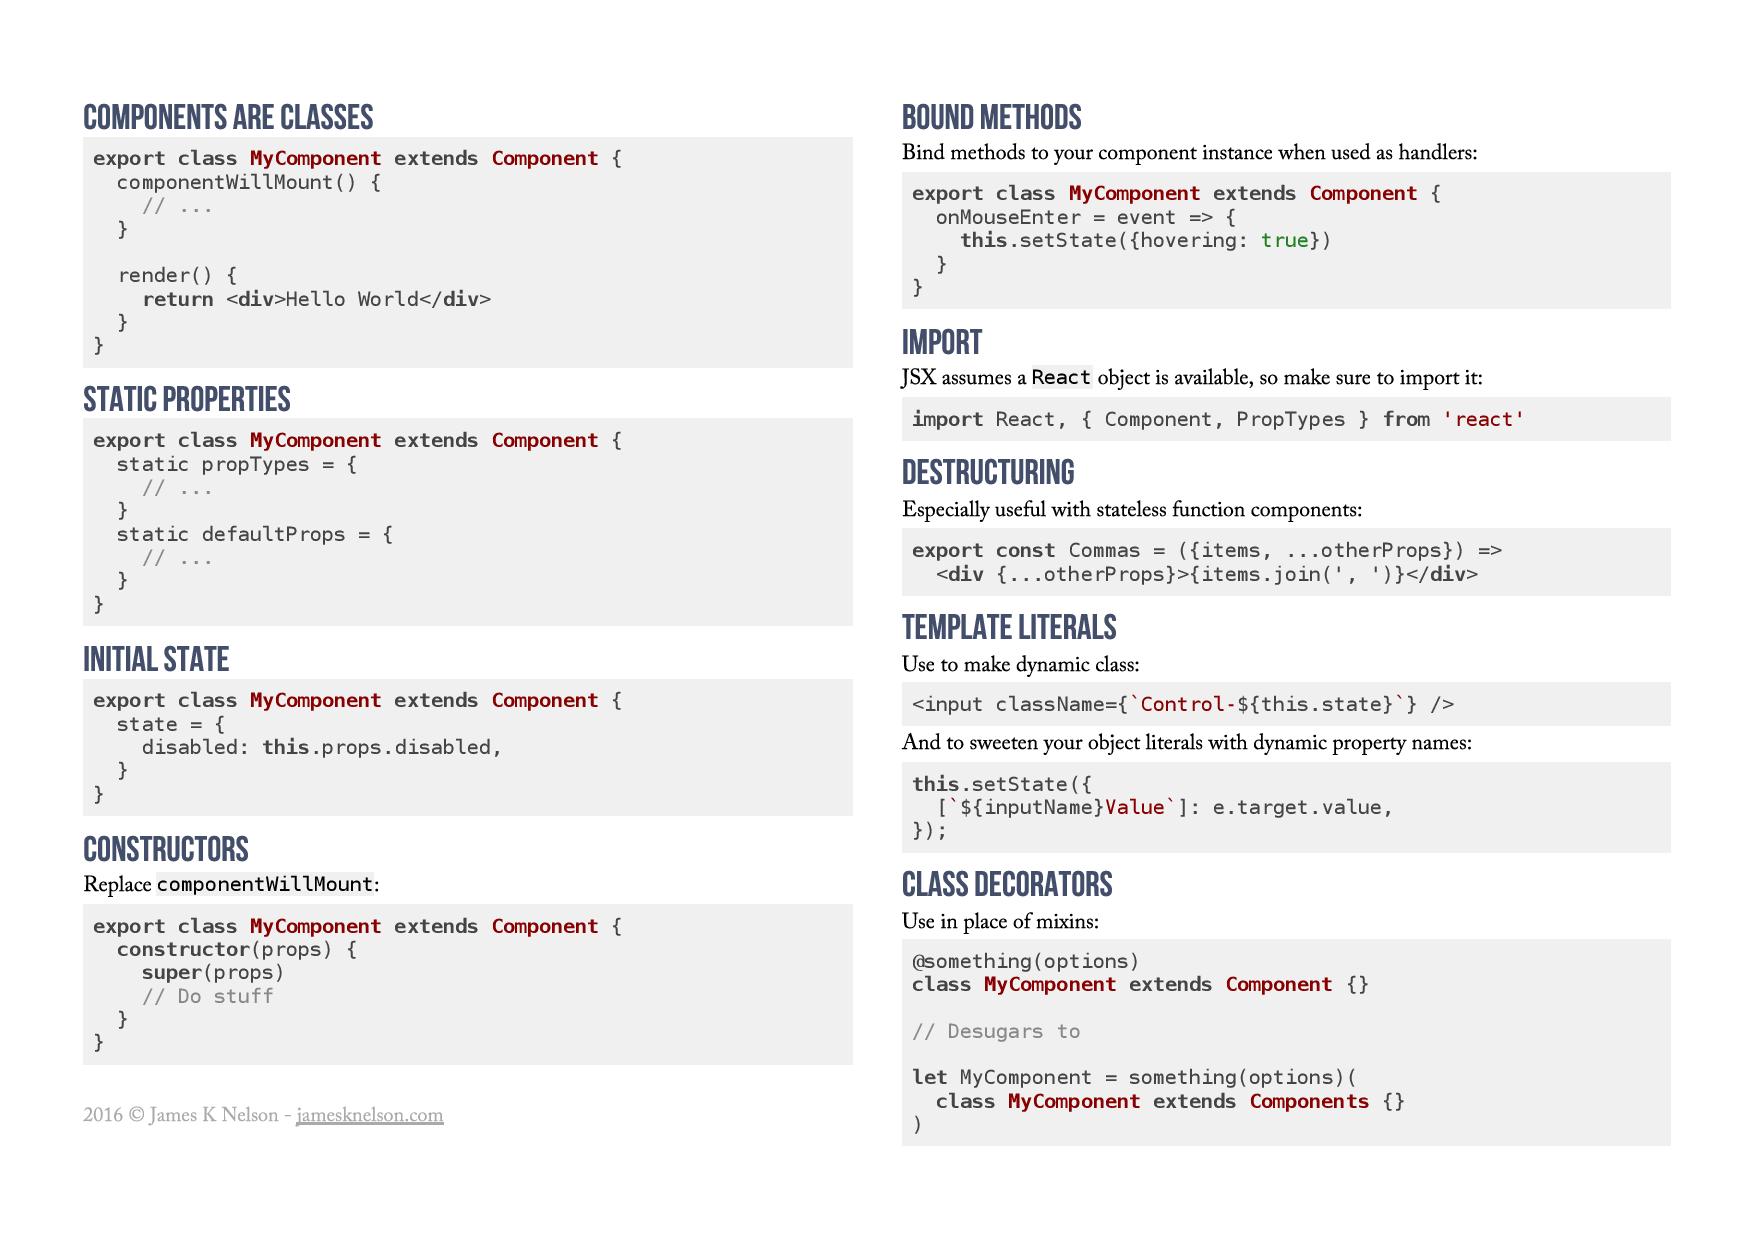 COMPONENTS ARE CLASSES
export class MyComponent extends Component {
  componentWillMount() {
    // ...
  }

  render() {
    return <div>Hello World</div>
  }
}
STATIC PROPERTIES
export class MyComponent extends Component {
  static propTypes = {
    // ...
  }
  static defaultProps = {
    // ...
  }
}
INITIAL STATE
export class MyComponent extends Component {
  state = {
    disabled: this.props.disabled,
  }
}
CONSTRUCTORS
Replace componentWillMount:
export class MyComponent extends Component {
  constructor(props) {
    super(props)
    // Do stuff
  }
}
2016 © James K Nelson - jamesknelson.com
BOUND METHODS
Bind methods to your component instance when used as handlers:
export class MyComponent extends Component {
  onMouseEnter = event => {
    this.setState({hovering: true})
  }
}
IMPORT
JSX assumes a React object is available, so make sure to import it:
import React, { Component, PropTypes } from 'react'
DESTRUCTURING
Especially useful with stateless function components:
export const Commas = ({items, ...otherProps}) =>
  <div {...otherProps}>{items.join(', ')}</div>
TEMPLATE LITERALS
Use to make dynamic class:
<input className={`Control-${this.state}`} />
And to sweeten your object literals with dynamic property names:
this.setState({
  [`${inputName}Value`]: e.target.value,
});
CLASS DECORATORS
Use in place of mixins:
@something(options)
class MyComponent extends Component {}

// Desugars to

let MyComponent = something(options)(
  class MyComponent extends Components {}
)